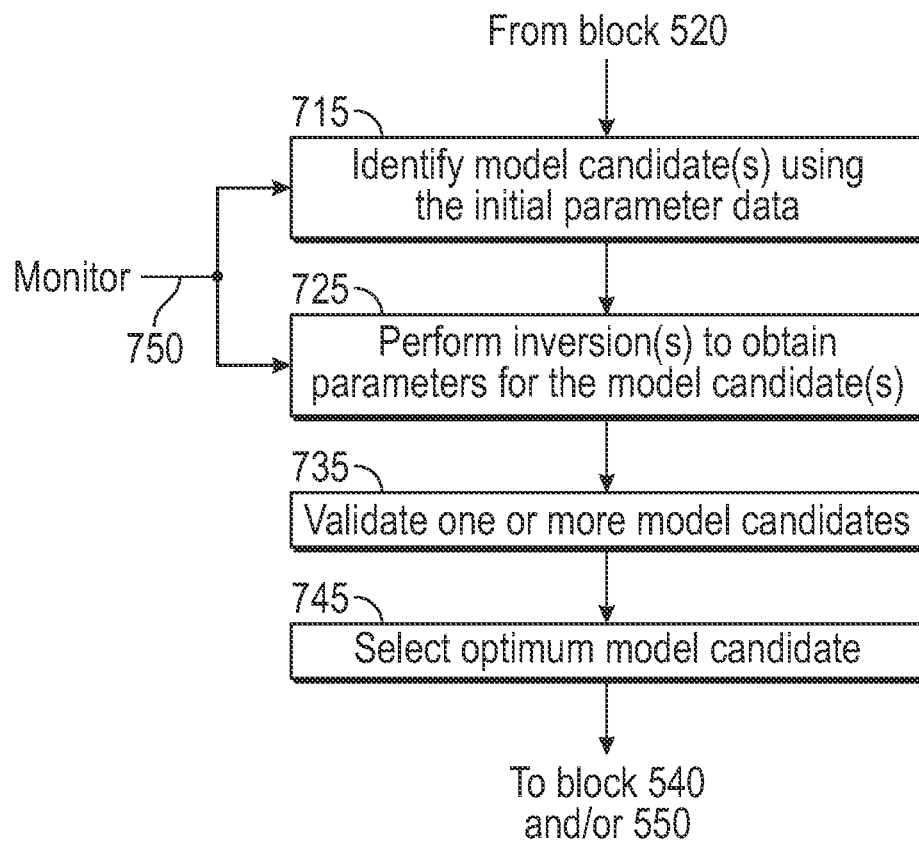 From block 520
715
Identify model candidate(s) using
the initial parameter data
Monitor
750
725
Perform inversion(s) to obtain
parameters for the model candidate(s)
735
Validate one or more model candidates
745
Select optimum model candidate
To block 540
and/or 550